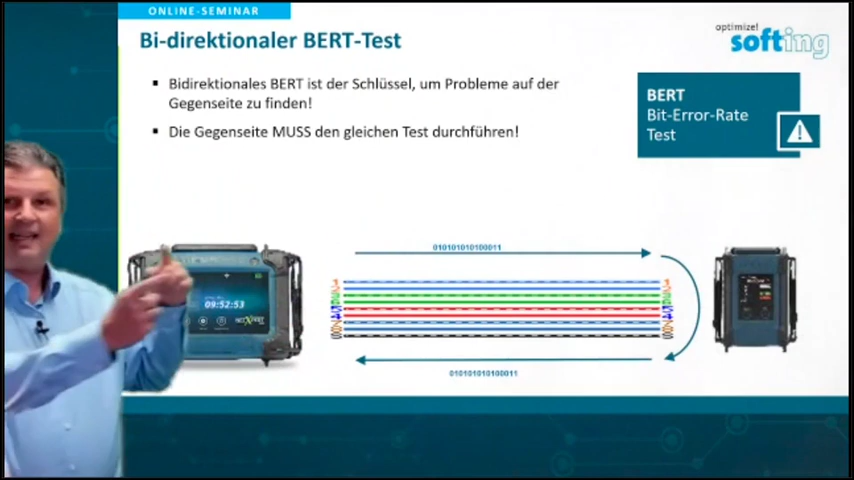 ONLINE-SEMINAR
optimize!
softing
Bi-direktionaler BERT-Test
▪ Bidirektionales BERT ist der Schlüssel, um Probleme auf der
Gegenseite zu finden!
▪ Die Gegenseite MUSS den gleichen Test durchführen!
BERT
Bit-Error-Rate
Test
010101010100011
09:52:53
010101010100011